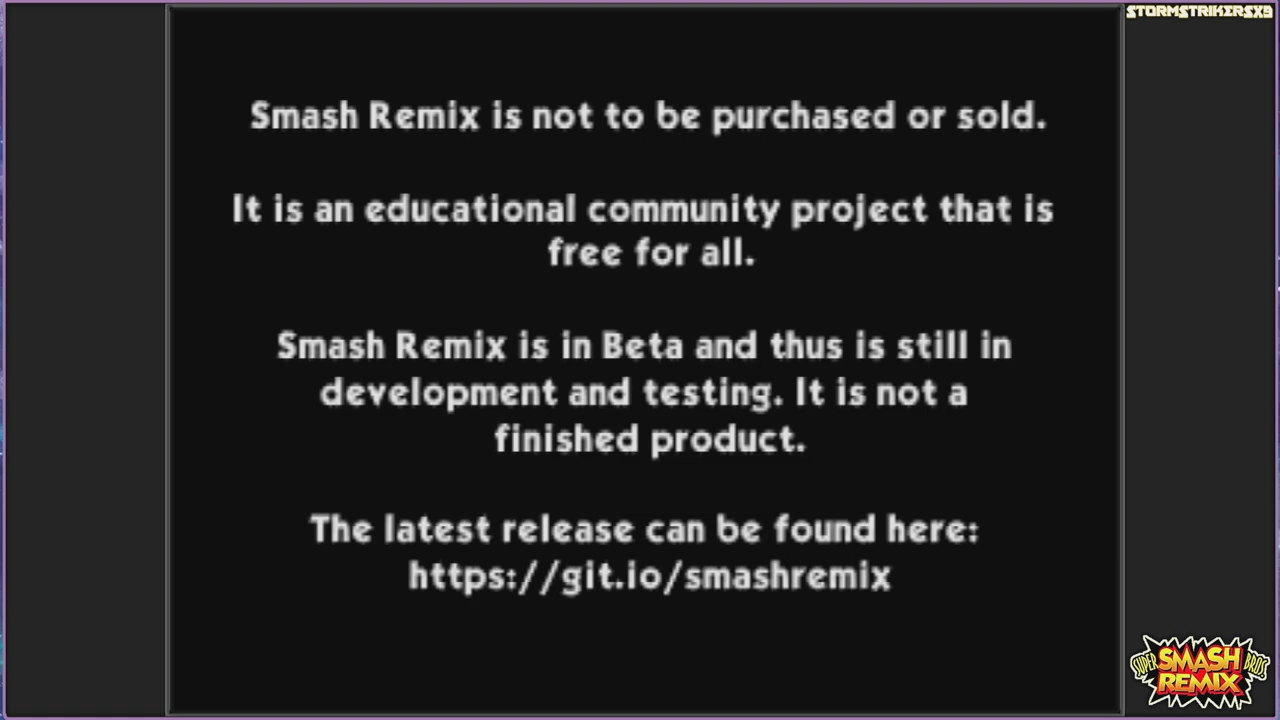 STORMSTRIKERSX9
Smash Remix is not to be purchased or sold.
It is an educational community project that is
free for all.
Smash Remix is in Beta and thus is still in
development and testing. It is not a
finished product.
The latest release can be found here:
https://git.io/smashremix
SUPER SMASH BROS
REMIX